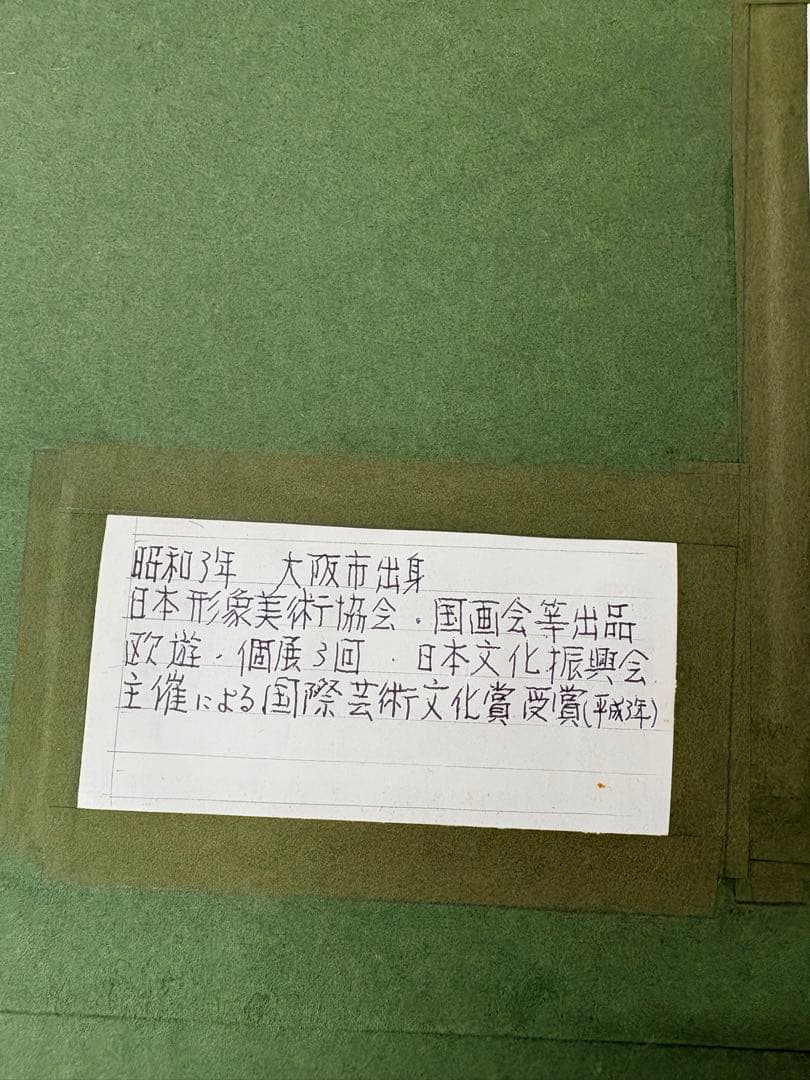 昭和3年 大阪市出身
日本形象美術協会・国画会等出品
欧遊・個展3回・日本文化振興会
主催による国際芸術文化賞受賞(平成3年)